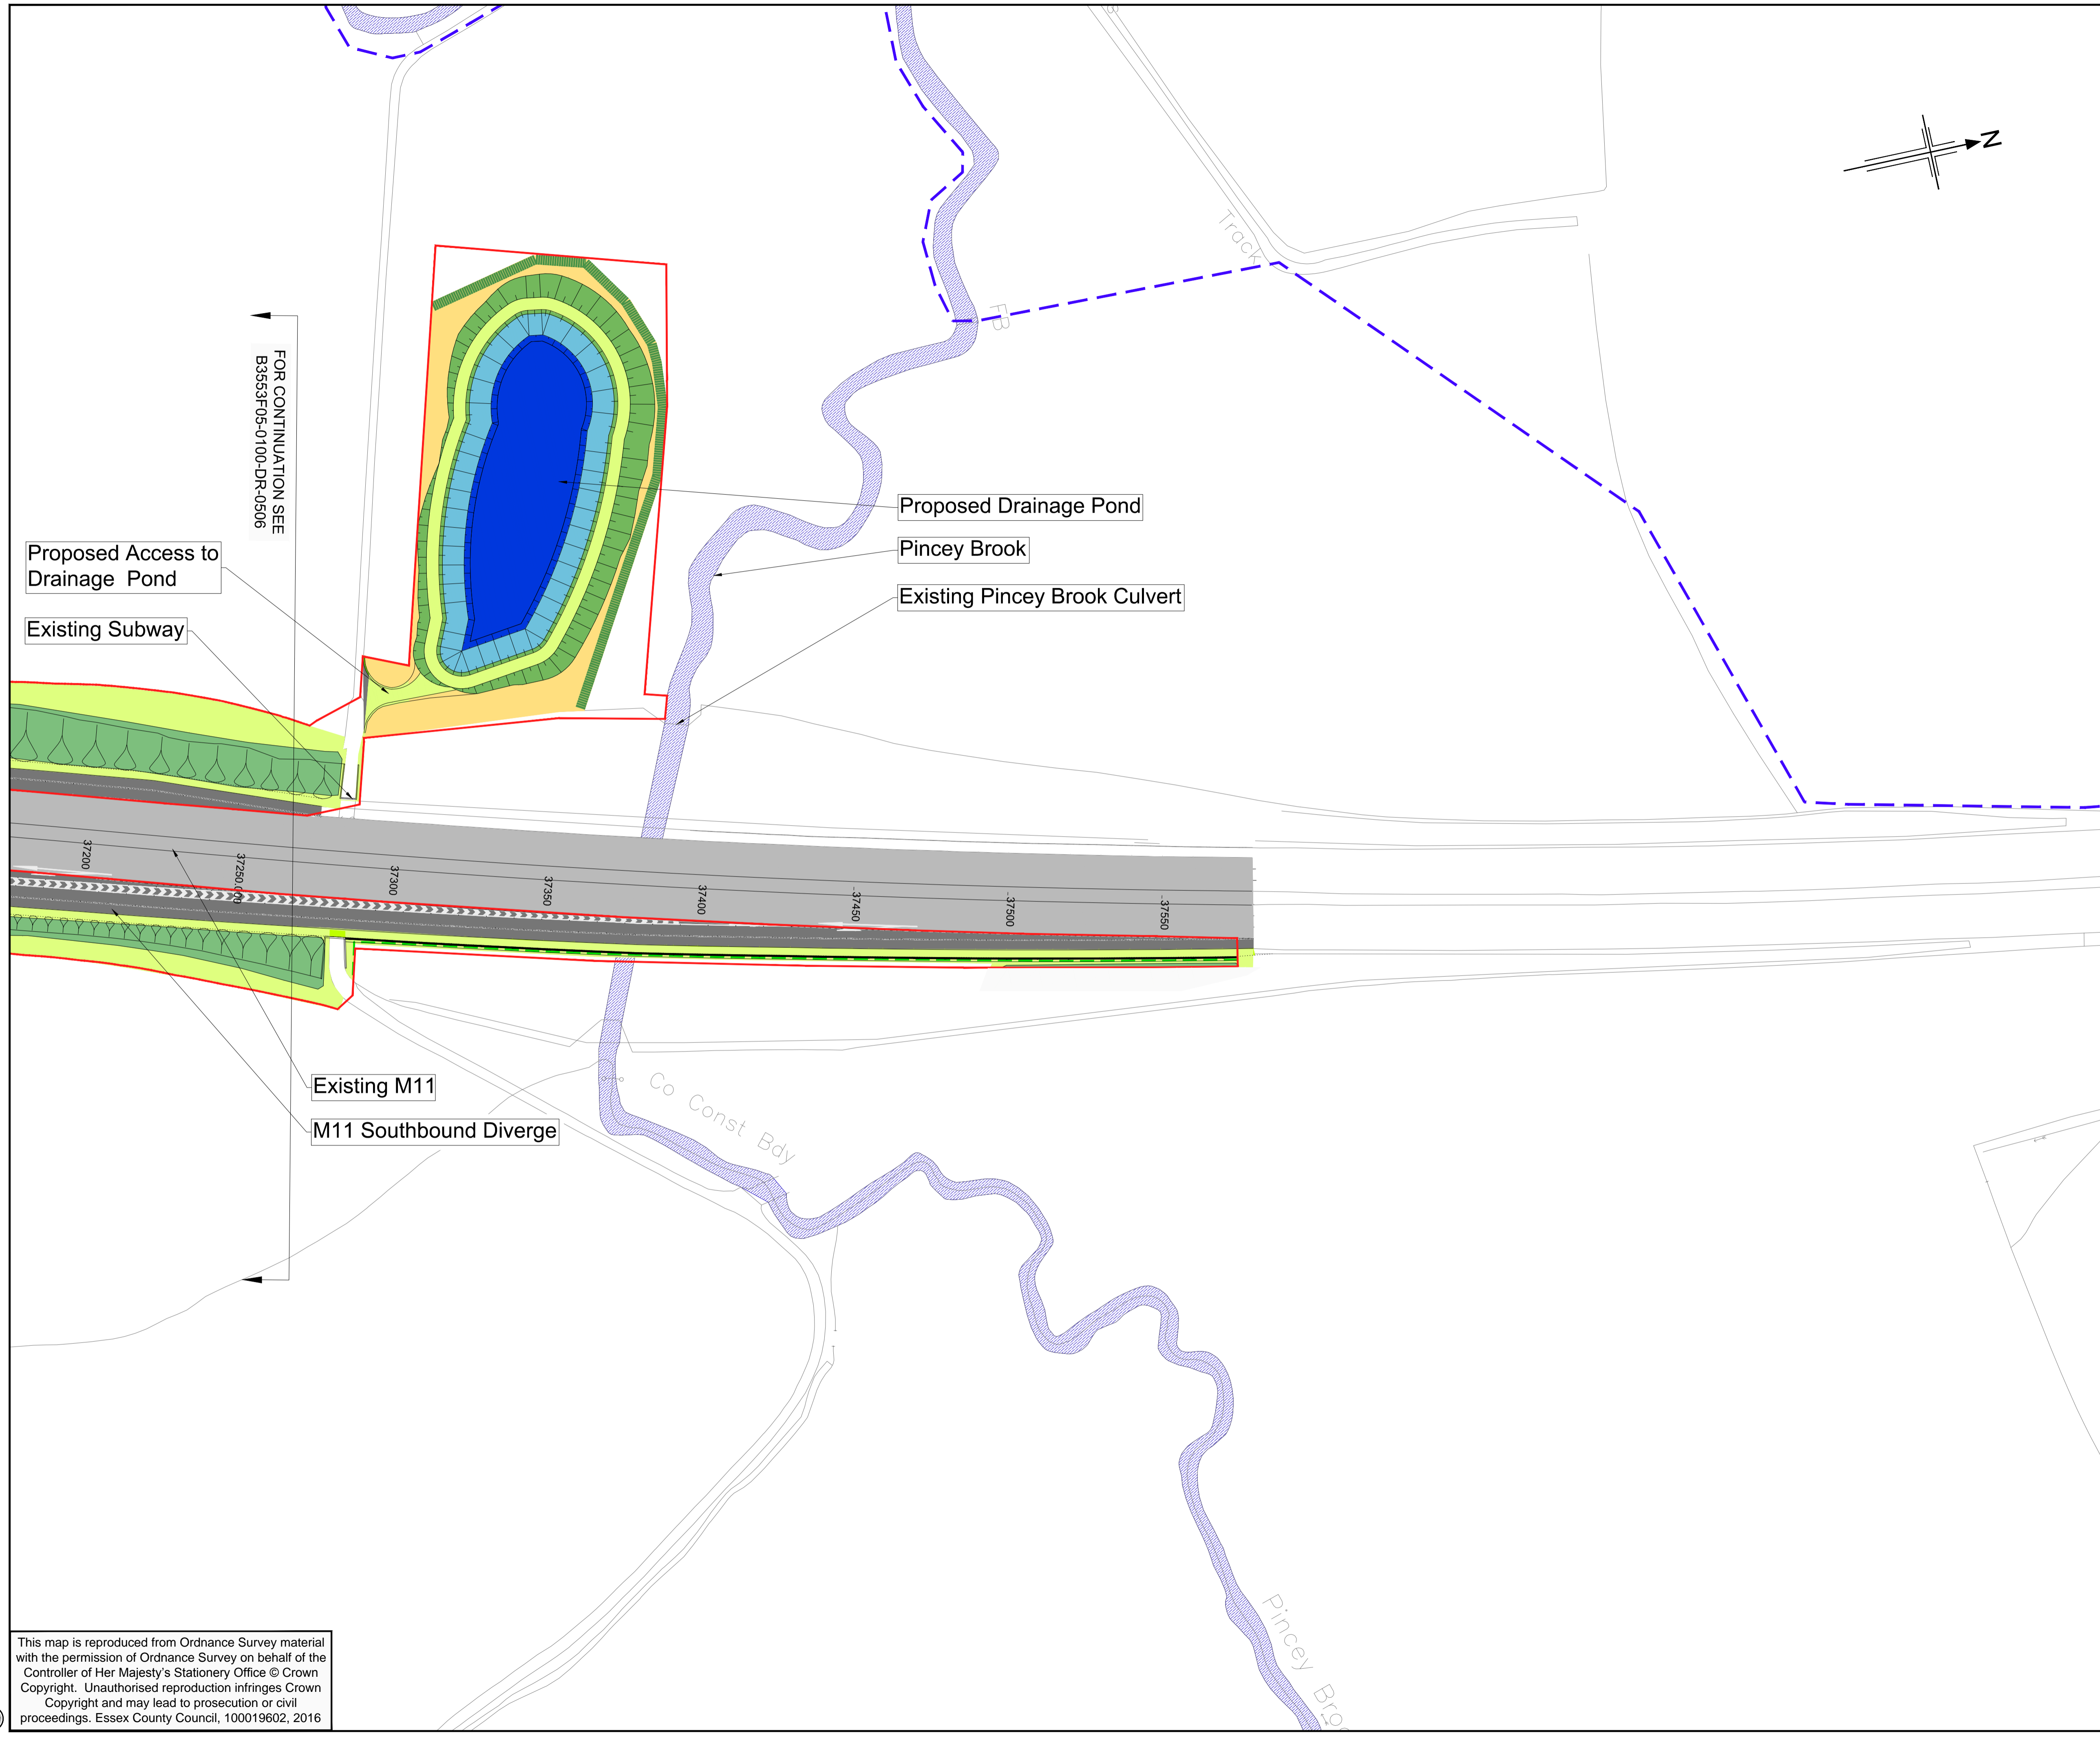 N
Track
FB
FOR CONTINUATION SEE
B3553F05-0100-DR-0506
Proposed Drainage Pond
Pincey Brook
Existing Pincey Brook Culvert
Proposed Access to
Drainage Pond
Existing Subway
37200
37250.000
37300
37350
37400
37450
37500
37550
Existing M11
M11 Southbound Diverge
Co Const Bdy
Pincey Broo
This map is reproduced from Ordnance Survey material
with the permission of Ordnance Survey on behalf of the
Controller of Her Majesty's Stationery Office © Crown
Copyright. Unauthorised reproduction infringes Crown
Copyright and may lead to prosecution or civil
proceedings. Essex County Council, 100019602, 2016